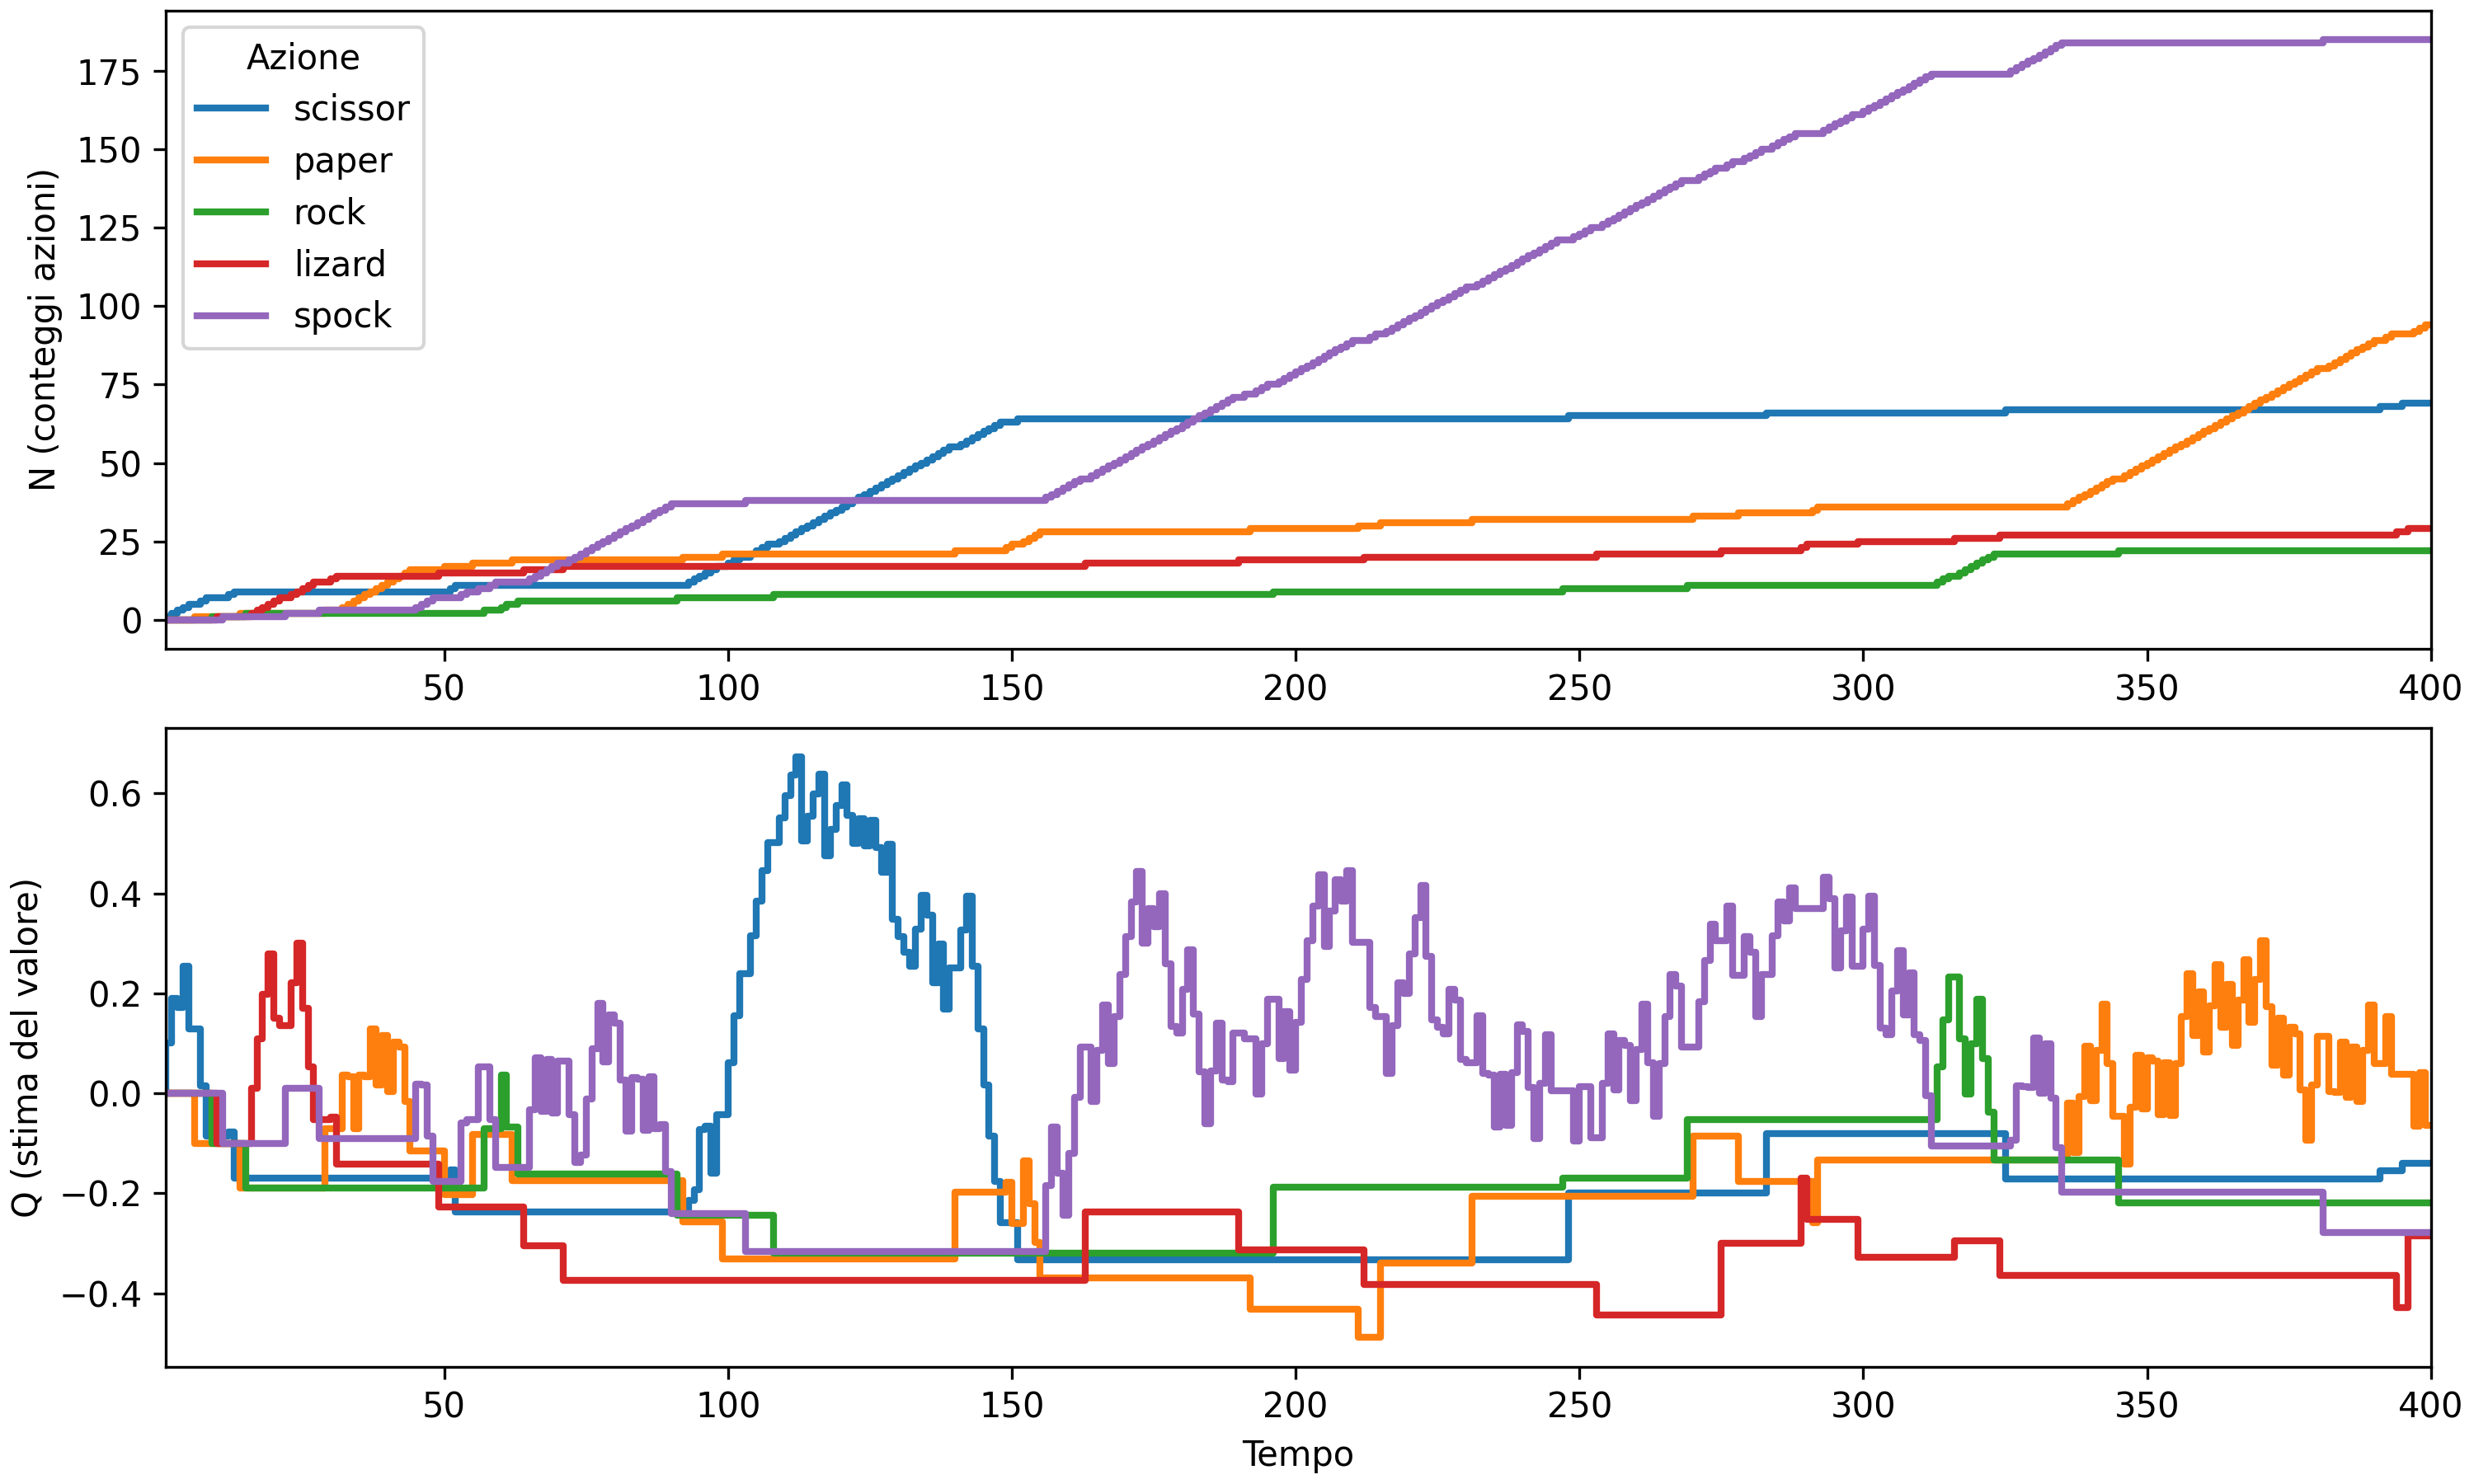 N (conteggi azioni)
175
150
125
100
75
50
25
0
Azione
scissor
paper
rock
lizard
spock
50 100 150 200 250 300 350 400
Q (stima del valore)
0.6
0.4
0.2
0.0
−0.2
−0.4
50 100 150 200 250 300 350 400
Tempo